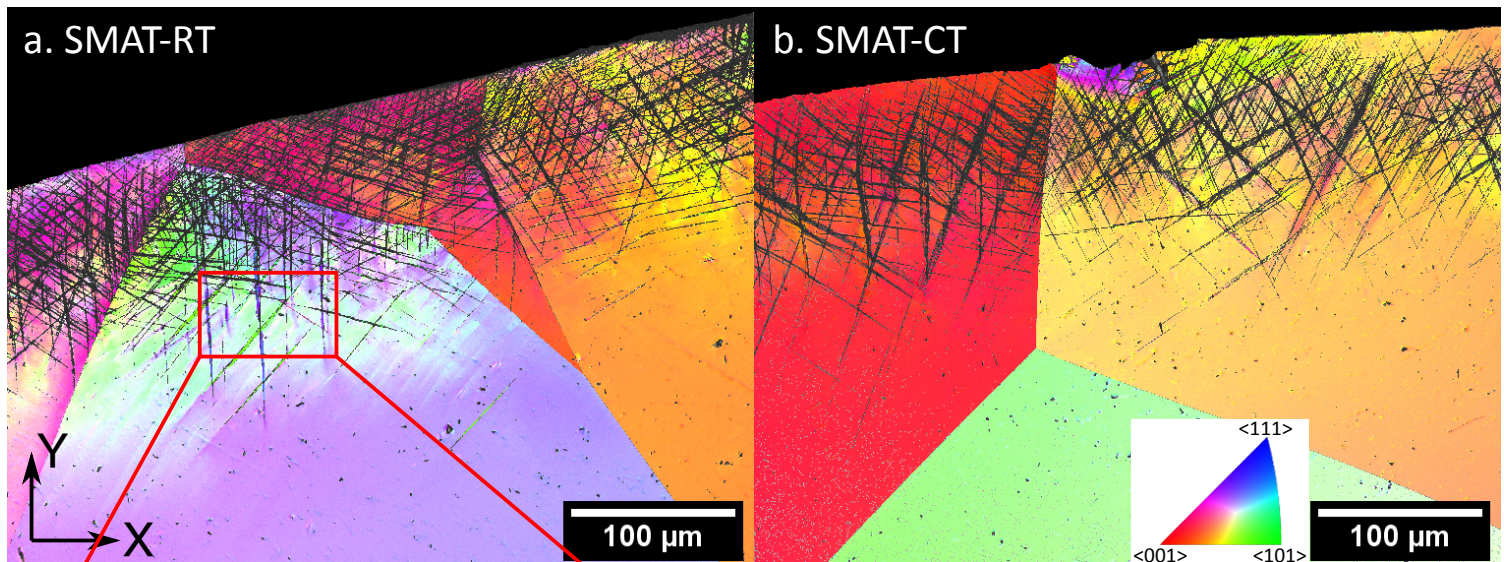 a. SMAT-RT
b. SMAT-CT
Y
X
100 µm
<111>
<001>
<101>
100 µm